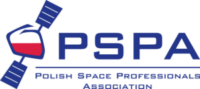 PSPA
Polish Space Professionals
Association